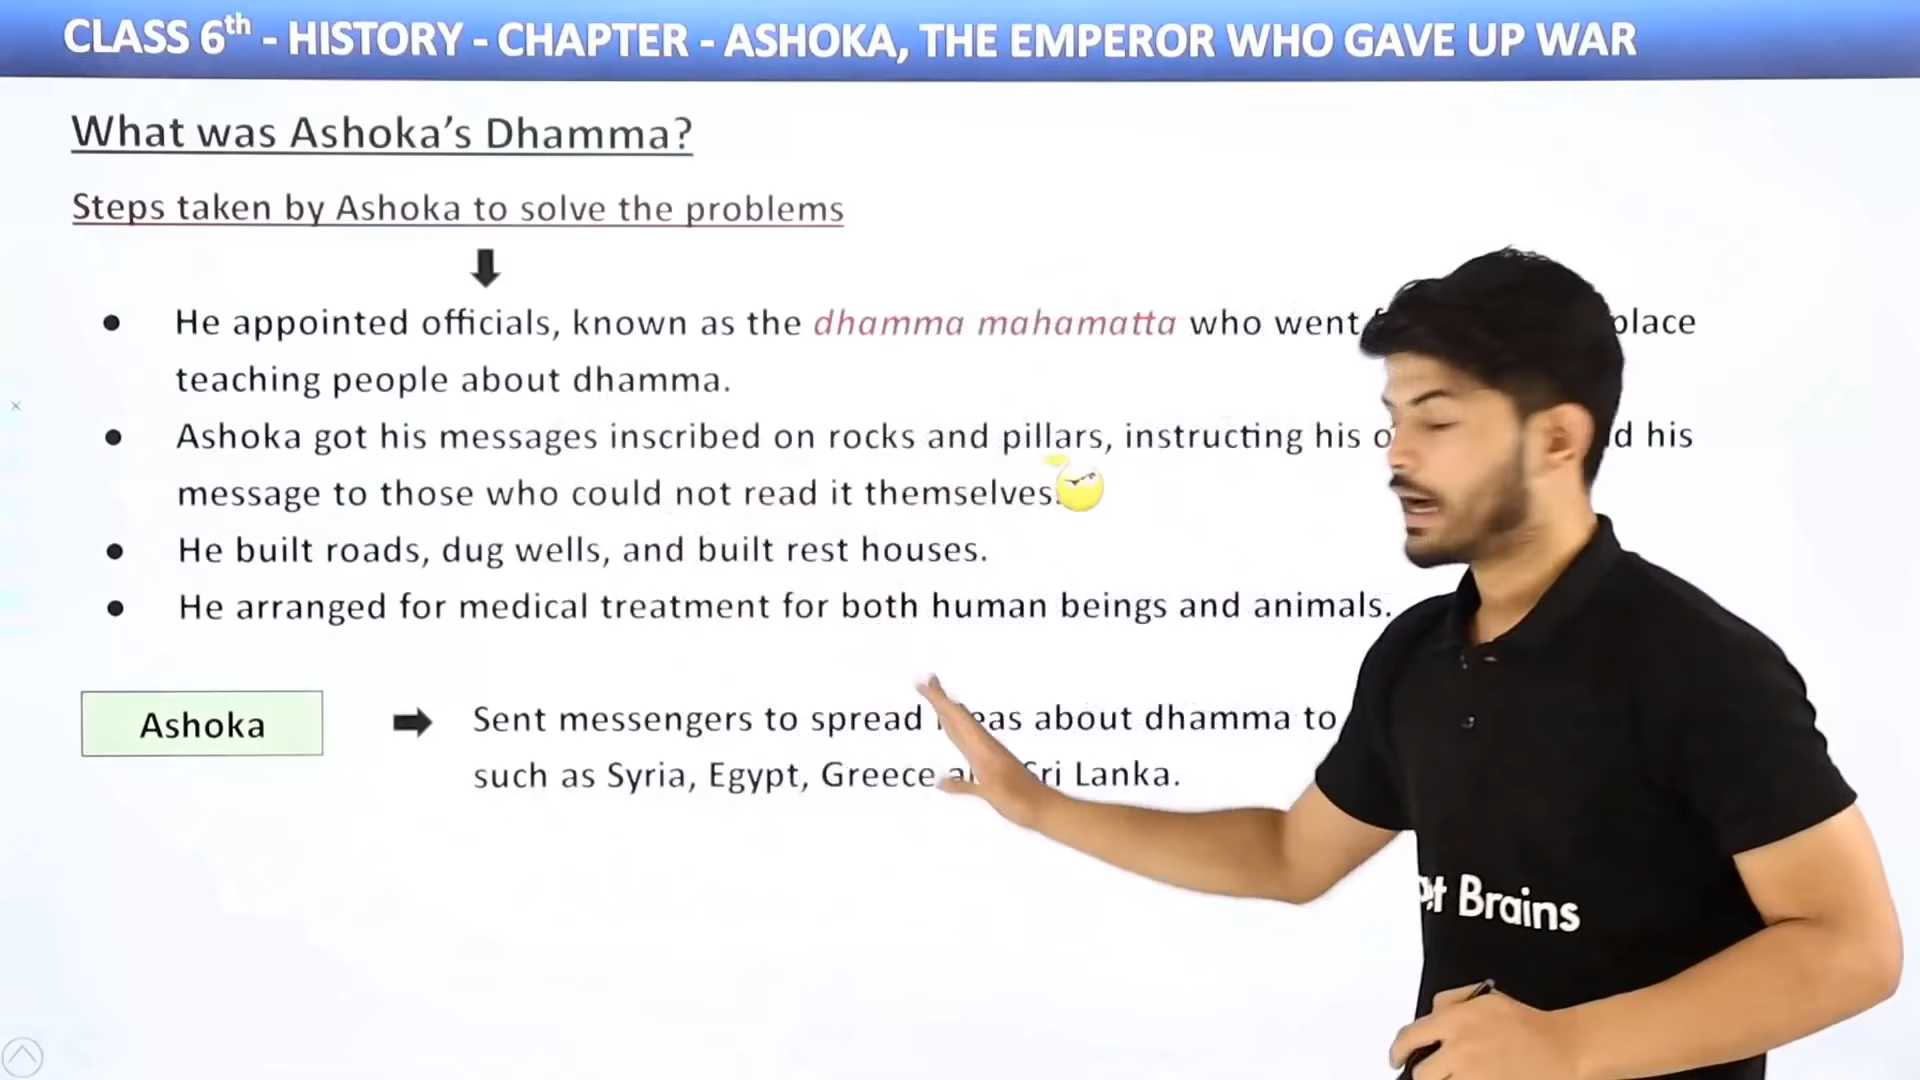 CLASS 6th - HISTORY - CHAPTER - ASHOKA, THE EMPEROR WHO GAVE UP WAR
What was Ashoka's Dhamma?
Steps taken by Ashoka to solve the problems
● He appointed officials, known as the dhamma mahamatta who went place
teaching people about dhamma.
● Ashoka got his messages inscribed on rocks and pillars, instructing his his
message to those who could not read it themselves.
● He built roads, dug wells, and built rest houses.
● He arranged for medical treatment for both human beings and animals.
Ashoka
Sent messengers to spread about dhamma to
such as Syria, Egypt, Greece Sri Lanka.
Brains